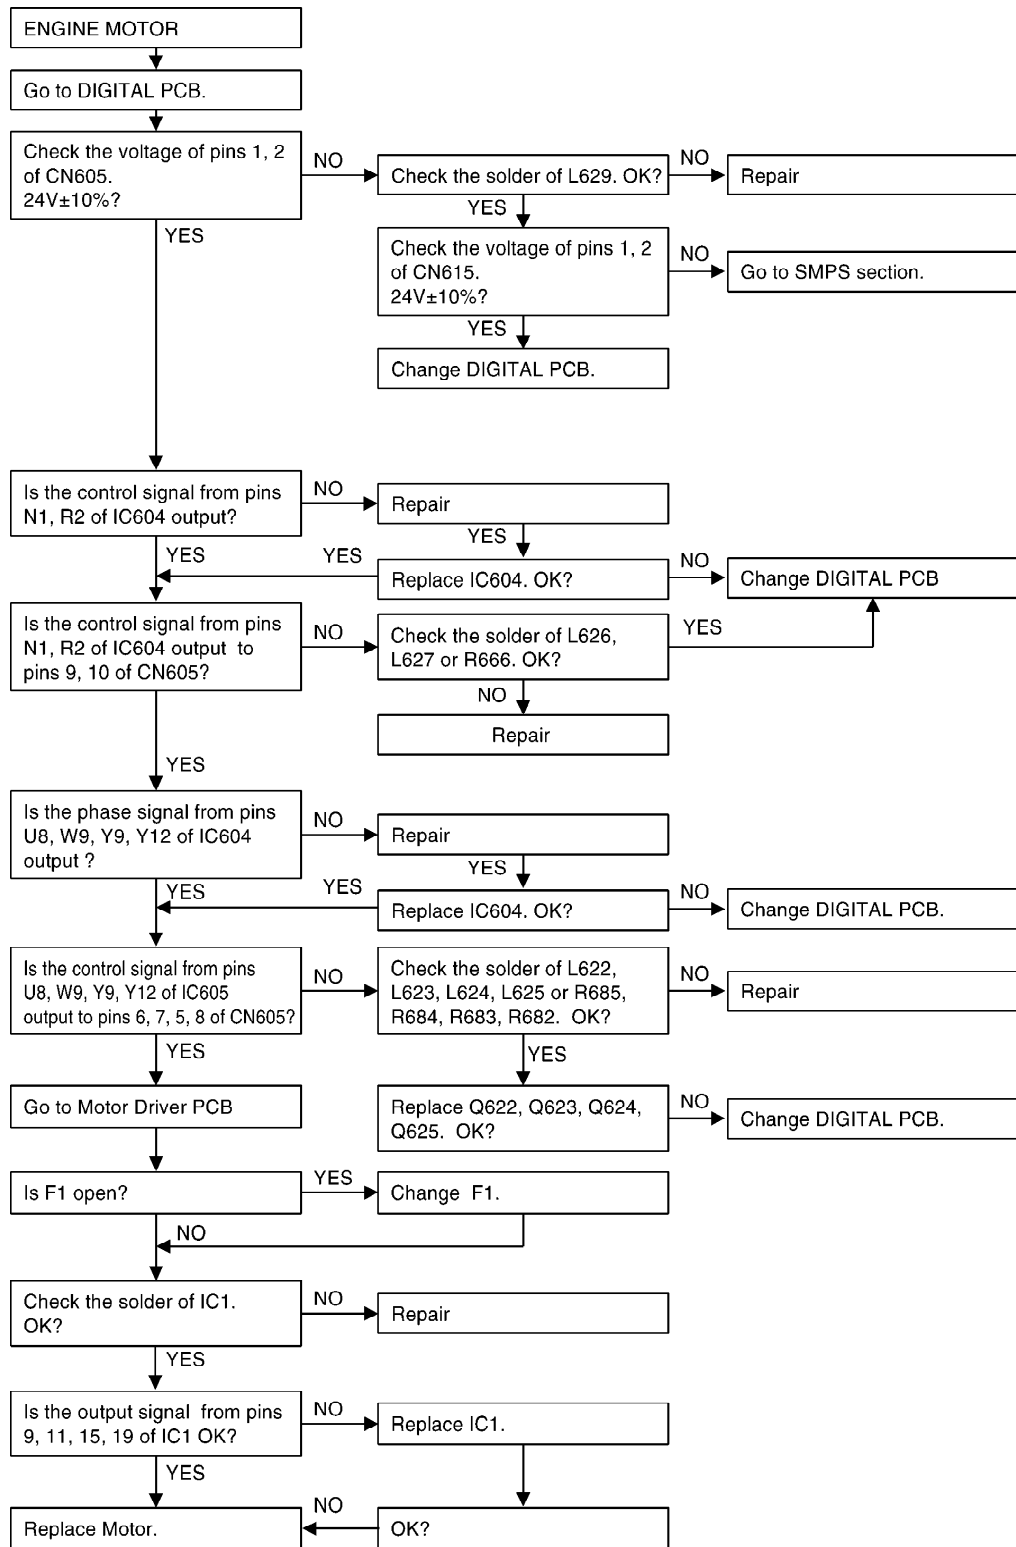 ENGINE MOTOR
Go to DIGITAL PCB.
Check the voltage of pins 1, 2
of CN605.
24V±10%?
NO
Check the solder of L629. OK?
NO
Repair
YES
YES
Check the voltage of pins 1, 2
of CN615.
24V±10%?
NO
Go to SMPS section.
YES
Change DIGITAL PCB.
Is the control signal from pins
N1, R2 of IC604 output?
NO
Repair
YES
YES
YES
Replace IC604. OK?
NO
Change DIGITAL PCB
Is the control signal from pins
N1, R2 of IC604 output to
pins 9, 10 of CN605?
NO
Check the solder of L626,
L627 or R666. OK?
YES
NO
Repair
YES
Is the phase signal from pins
U8, W9, Y9, Y12 of IC604
output ?
NO
Repair
YES
YES
YES
Replace IC604. OK?
NO
Change DIGITAL PCB.
Is the control signal from pins
U8, W9, Y9, Y12 of IC605
output to pins 6, 7, 5, 8 of CN605?
NO
Check the solder of L622,
L623, L624, L625 or R685,
R684, R683, R682. OK?
NO
Repair
YES
YES
Go to Motor Driver PCB
Replace Q622, Q623, Q624,
Q625. OK?
NO
Change DIGITAL PCB.
Is F1 open?
YES
Change F1.
NO
Check the solder of IC1.
OK?
NO
Repair
YES
Is the output signal from pins
9, 11, 15, 19 of IC1 OK?
NO
Replace IC1.
YES
Replace Motor.
NO
OK?